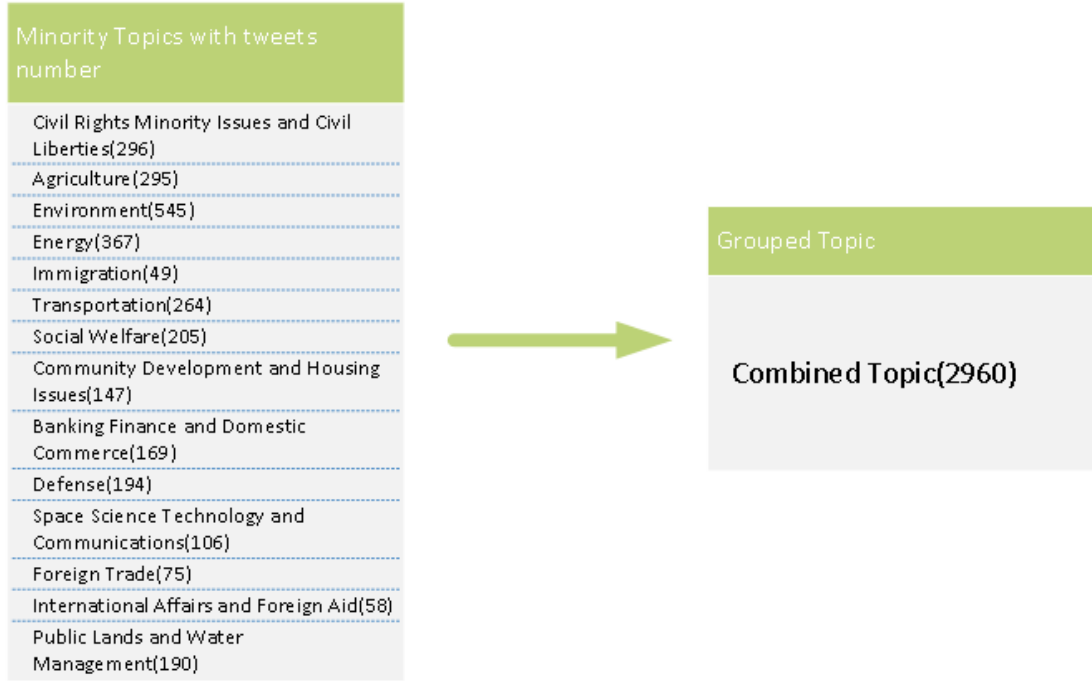 Minority Topics with tweets
number
Civil Rights Minority Issues and Civil
Liberties(296)
Agriculture(295)
Environment(545)
Energy(367)
Immigration(49)
Transportation(264)
Social Welfare(205)
Community Development and Housing
Issues(147)
Banking Finance and Domestic
Commerce(169)
Defense(194)
Space Science Technology and
Communications(106)
Foreign Trade(75)
International Affairs and Foreign Aid(58)
Public Lands and Water
Management(190)
Grouped Topic
Combined Topic(2960)